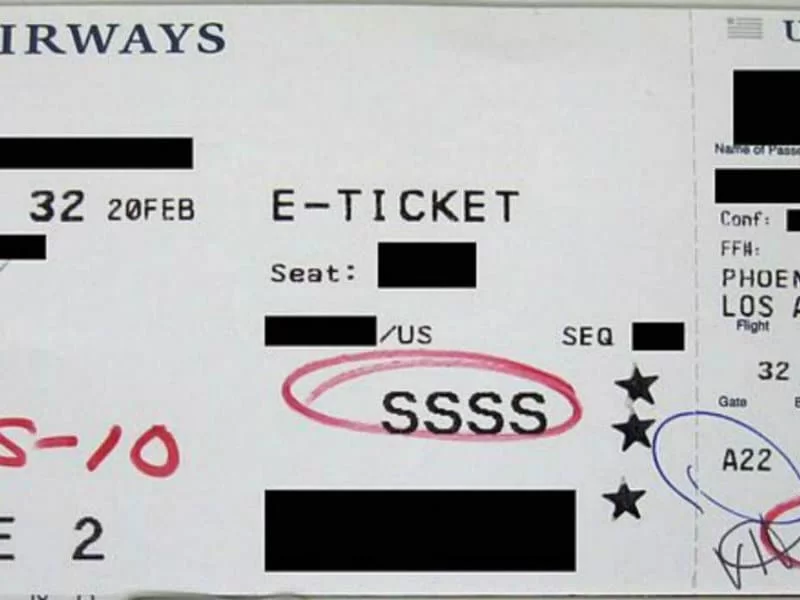 IRWAYS
32 20FEB
E-TICKET
Seat:
/US
SEQ
SSSS
S-10
E 2
U
Name of Passe
Conf:
FF#:
PHOEN
LOS A
Flight
32
Gate
A22